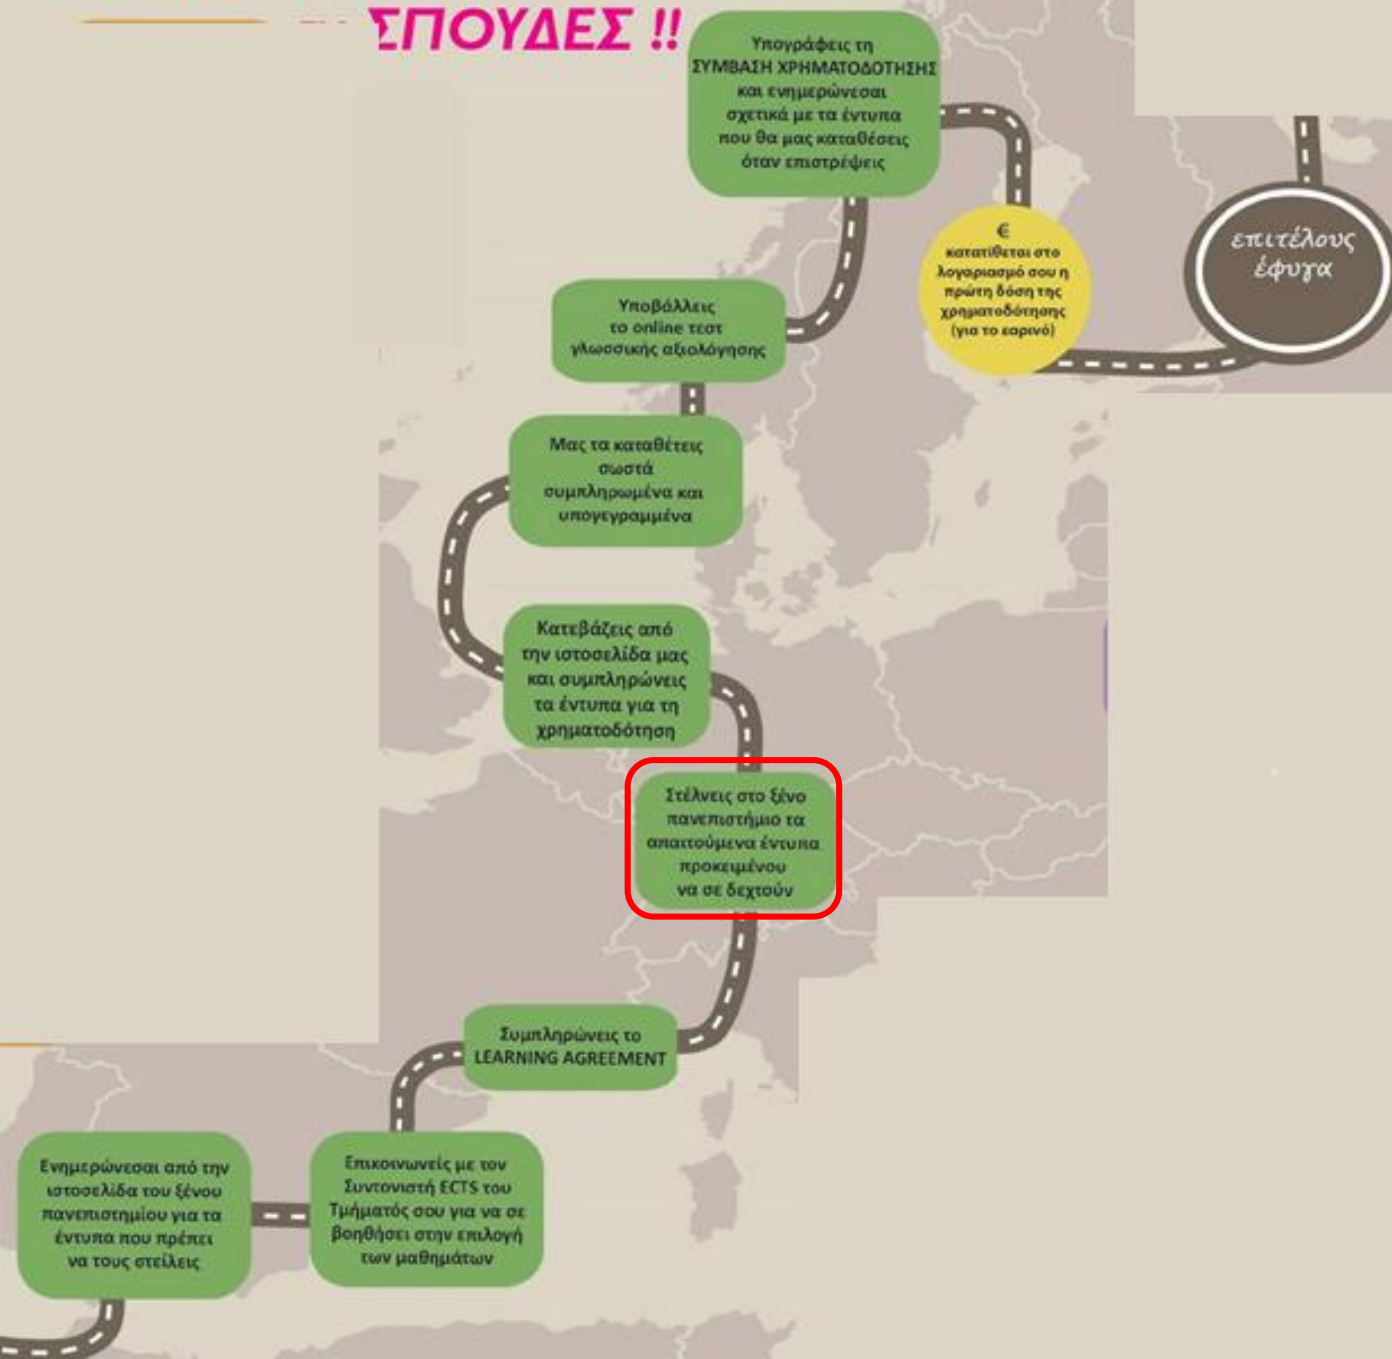 ΣΠΟΥΔΕΣ !!
Υπογράφεις τη
ΣΥΜΒΑΣΗ ΧΡΗΜΑΤΟΔΟΤΗΣΗΣ
και ενημερώνεσαι
σχετικά με τα έντυπα
που θα μας καταθέσεις
όταν επιστρέψεις
€
κατατίθεται στο
λογαριασμό σου η
πρώτη δόση της
χρηματοδότησης
(για το εαρινό)
επιτέλους
έφυγα
Υποβάλλεις
το online τεστ
γλωσσικής αξιολόγησης
Μας τα καταθέτεις
σωστά
συμπληρωμένα και
υπογεγραμμένα
Κατεβάζεις από
την ιστοσελίδα μας
και συμπληρώνεις
τα έντυπα για τη
χρηματοδότηση
Στέλνεις στο ξένο
πανεπιστήμιο τα
απαιτούμενα έντυπα
προκειμένου
να σε δεχτούν
Συμπληρώνεις το
LEARNING AGREEMENT
Ενημερώνεσαι από την
ιστοσελίδα του ξένου
πανεπιστημίου για τα
έντυπα που πρέπει
να τους στείλεις
Επικοινωνείς με τον
Συντονιστή ECTS του
Τμήματός σου για να σε
βοηθήσει στην επιλογή
των μαθημάτων